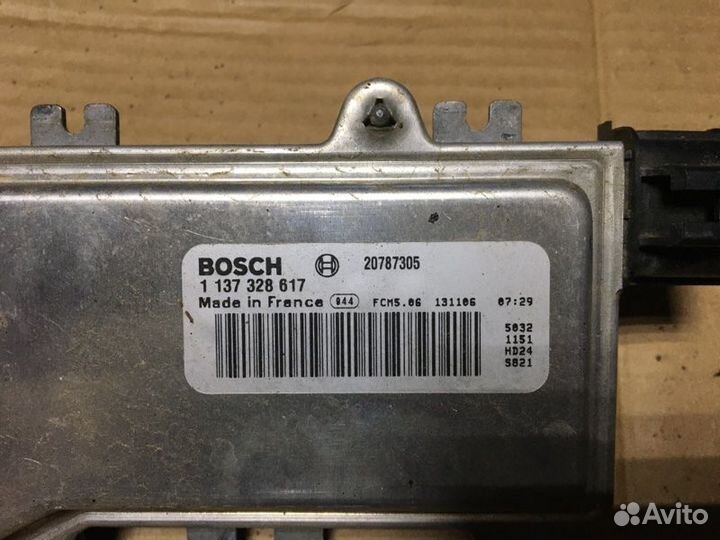 BOSCH 20787305
1 137 328 617
Made in France 044 FCM5.06 131106 07:29
5032
1151
HD24
5821
Avito